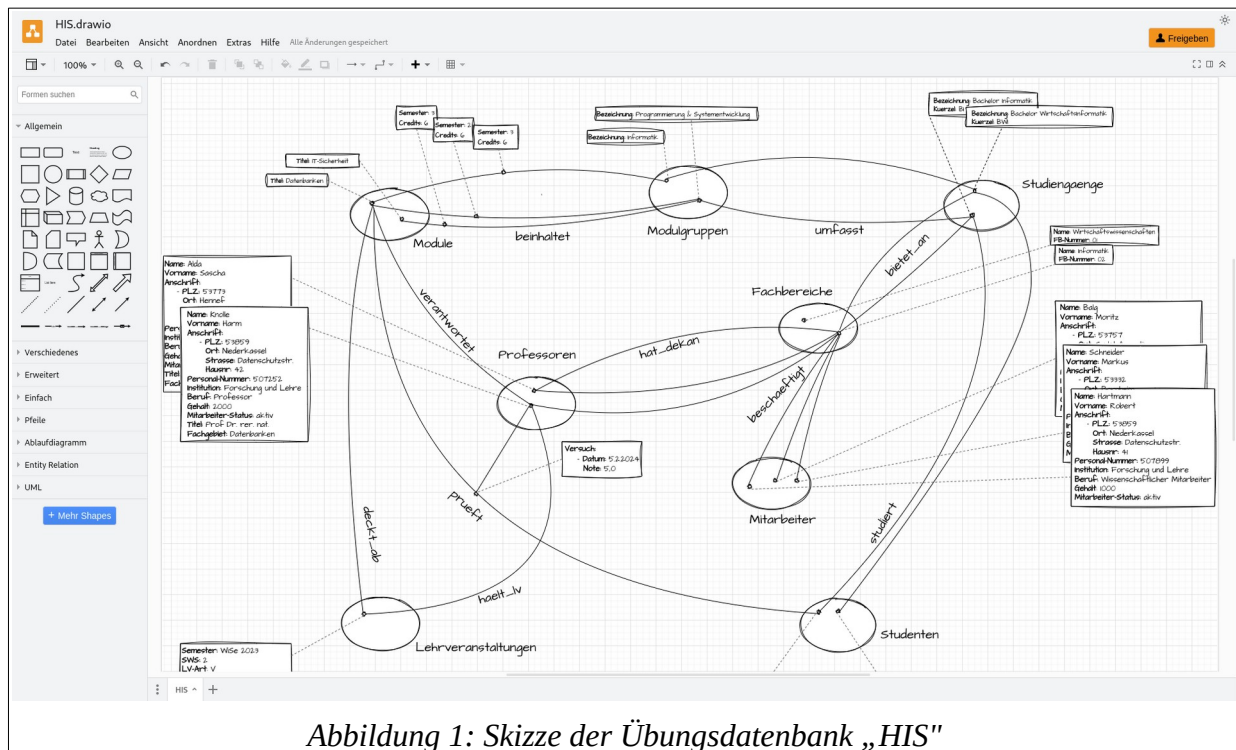 HIS.drawio
Datei Bearbeiten Ansicht Anordnen Extras Hilfe Alle Änderungen gespeichert
Freigeben
100%
Formen suchen
Allgemein
Verschiedenes
Erweitert
Einfach
Pfeile
Ablaufdiagramm
Entity Relation
UML
+ Mehr Shapes
Semester: 3
Credits: 6
Semester: 2
Credits: 6
Semester: 3
Credits: 6
Titel: IT-Sicherheit
Titel: Datenbanken
Module
beinhaltet
Bezeichnung: Programmierung & Systementwicklung
Bezeichnung: Informatik
Modulgruppen
umfasst
Bezeichnung: Bachelor Informatik
Kuerzel: BI
Bezeichnung: Bachelor Wirtschaftsinformatik
Kuerzel: BWI
Studiengaenge
bietet_an
Name: Wirtschaftswissenschaften
FB-Nummer: 01
Name: Informatik
FB-Nummer: 02
Fachbereiche
Name: Alda
Vorname: Sascha
Anschrift:
- PLZ: 53773
Ort: Hennef
Name: Knolle
Vorname: Harm
Anschrift:
- PLZ: 53859
Ort: Niederkassel
Strasse: Datenschutzstr.
Hausnr: 42
Personal-Nummer: 507252
Institution: Forschung und Lehre
Beruf: Professor
Gehalt: 2000
Mitarbeiter-Status: aktiv
Titel: Prof. Dr. rer. nat.
Fachgebiet: Datenbanken
verantwortet
Professoren
hat_dekan
beschaeftigt
Versuch:
- Datum: 5.2.2024
Note: 5,0
prueft
Mitarbeiter
Name: Balg
Vorname: Moritz
Anschrift:
- PLZ: 53757
Name: Schneider
Vorname: Markus
Anschrift:
- PLZ: 53332
Name: Hartmann
Vorname: Robert
Anschrift:
- PLZ: 53859
Ort: Niederkassel
Strasse: Datenschutzstr.
Hausnr: 41
Personal-Nummer: 507899
Institution: Forschung und Lehre
Beruf: Wissenschaftlicher Mitarbeiter
Gehalt: 1000
Mitarbeiter-Status: aktiv
deckt_ab
haelt_lv
studiert
Lehrveranstaltungen
Studenten
Semester: WiSe 2023
SWS: 2
LV-Art: V
HIS
Abbildung 1: Skizze der Übungsdatenbank „HIS"